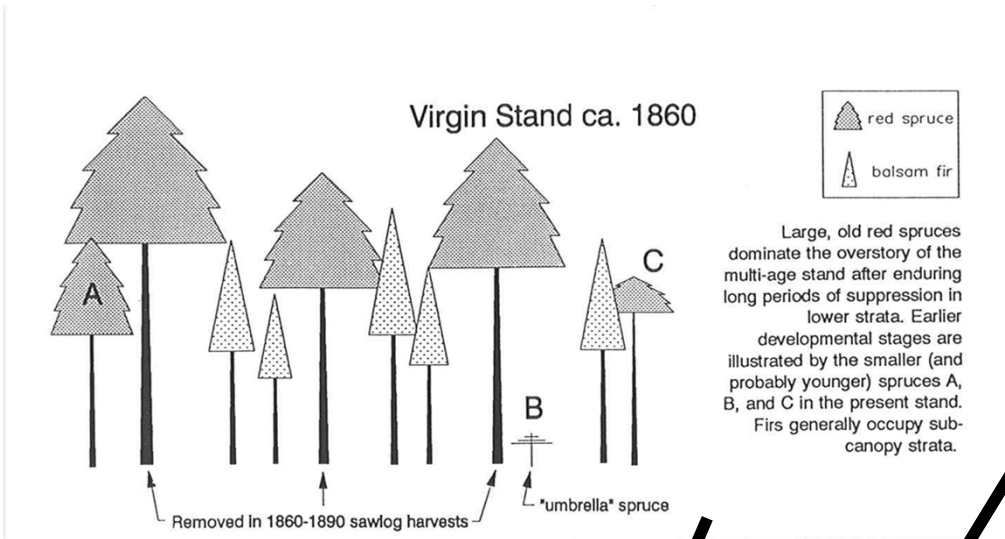 Virgin Stand ca. 1860
red spruce
balsam fir
Large, old red spruces
dominate the overstory of the
multi-age stand after enduring
long periods of suppression in
lower strata. Earlier
developmental stages are
illustrated by the smaller (and
probably younger) spruces A,
B, and C in the present stand.
Firs generally occupy sub-
canopy strata.
A
C
B
"umbrella" spruce
Removed in 1860-1890 sawlog harvests